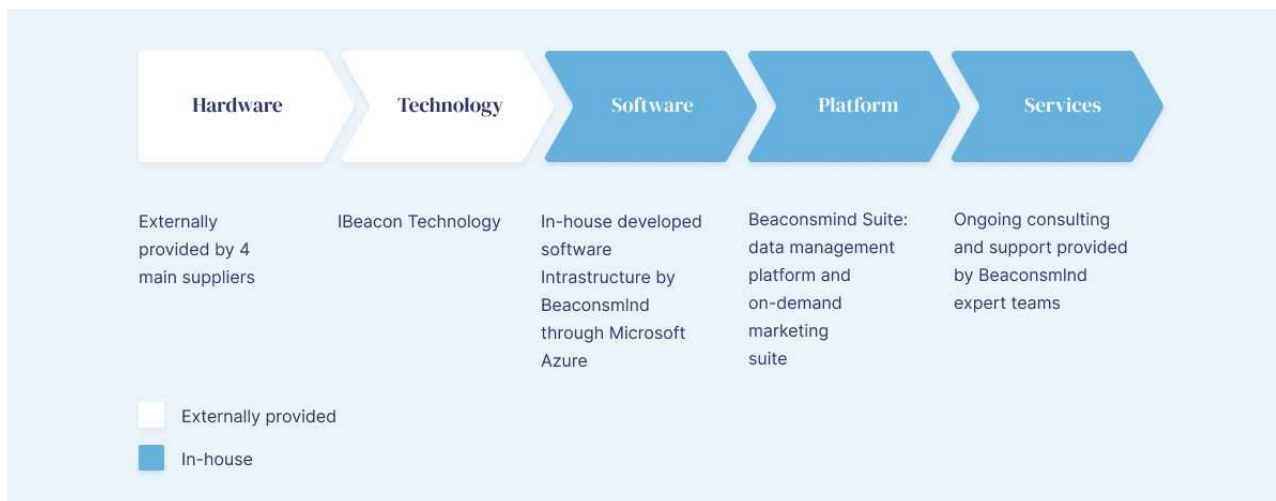 Hardware
Technology
Software
Platform
Services
Externally
provided by 4
main suppliers
IBeacon Technology
In-house developed
software
Intrastructure by
Beaconsmlnd
through Microsoft
Azure
Beaconsmind Suite:
data management
platform and
on-demand
marketing
suite
Ongoing consulting
and support provided
by Beaconsmlnd
expert teams
Externally provided
In-house